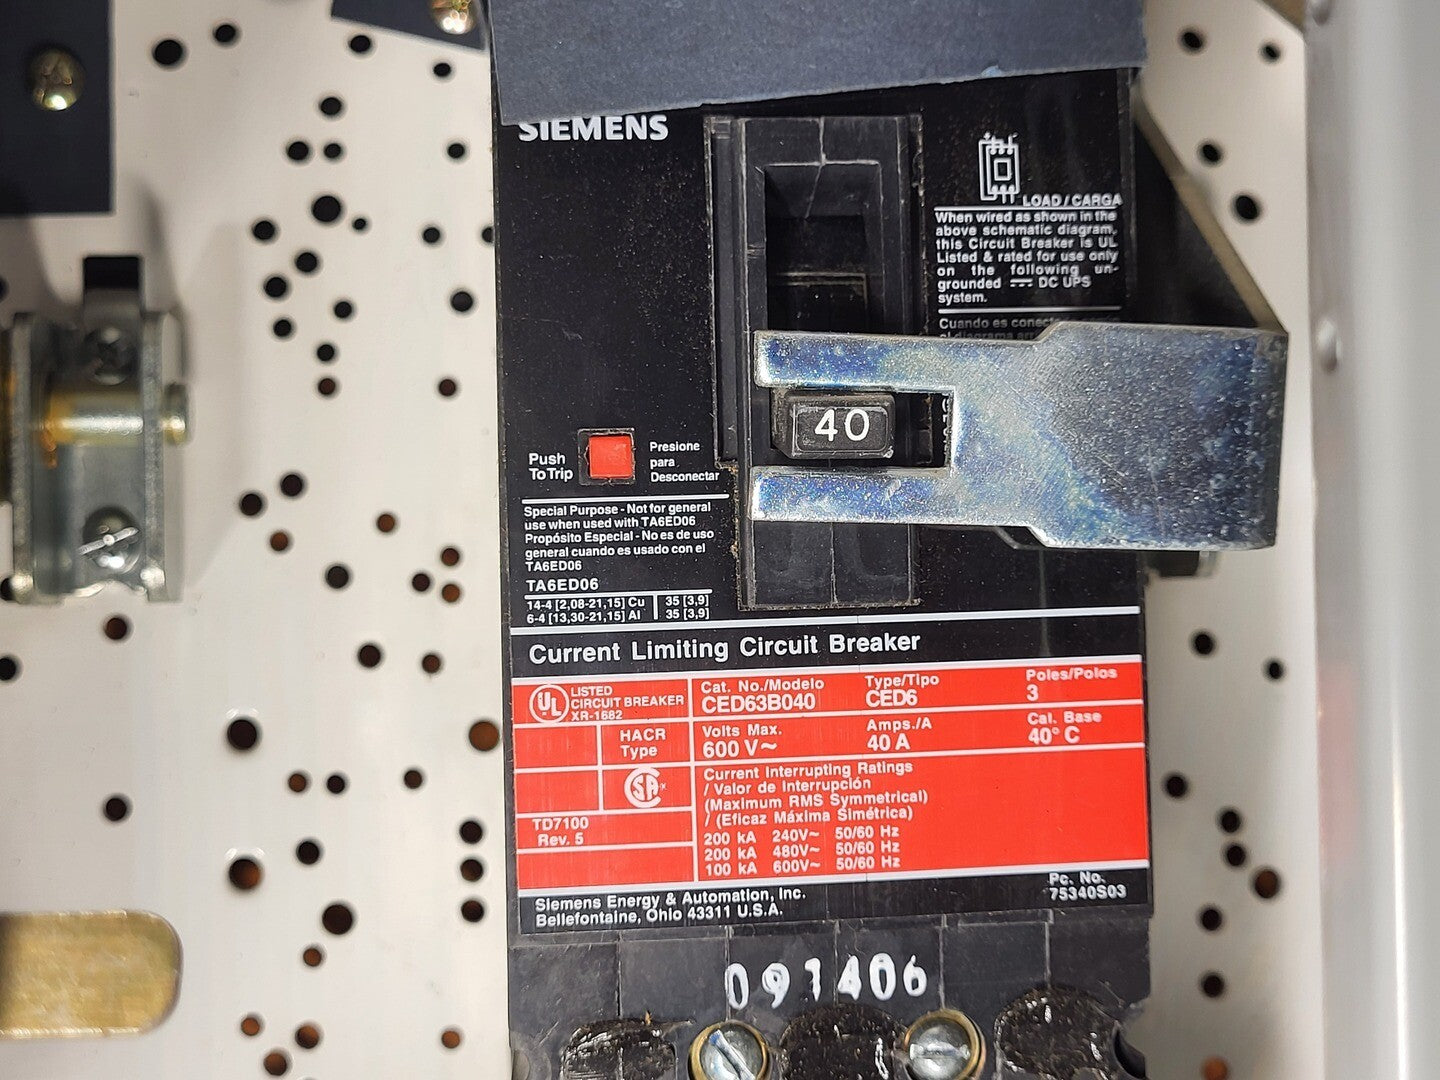 SIEMENS
LOAD/CARGA
When wired as shown in the
above schematic diagram,
this Circuit Breaker is UL
Listed & rated for use only
on the following un-
grounded ⎓ DC UPS
system.
Cuando es
40
Push
To Trip
Presione
para
Desconectar
Special Purpose - Not for general
use when used with TA6ED06
Propósito Especial - No es de uso
general cuando es usado con el
TA6ED06
TA6ED06
14-4 [2,08-21,15] Cu 35 [3,9]
6-4 [13,30-21,15] Al 35 [3,9]
Current Limiting Circuit Breaker
UL LISTED
CIRCUIT BREAKER
XR-1682
HACR
Type
SA
TD7100
Rev. 5
Cat. No./Modelo
CED63B040
Type/Tipo
CED6
Poles/Polos
3
Volts Max.
600 V~
Amps./A
40 A
Cal. Base
40° C
Current Interrupting Ratings
/ Valor de Interrupción
(Maximum RMS Symmetrical)
/ (Eficaz Máxima Simétrica)
200 kA 240V~ 50/60 Hz
200 kA 480V~ 50/60 Hz
100 kA 600V~ 50/60 Hz
Siemens Energy & Automation, Inc.
Bellefontaine, Ohio 43311 U.S.A.
Pc. No.
75340S03
091406